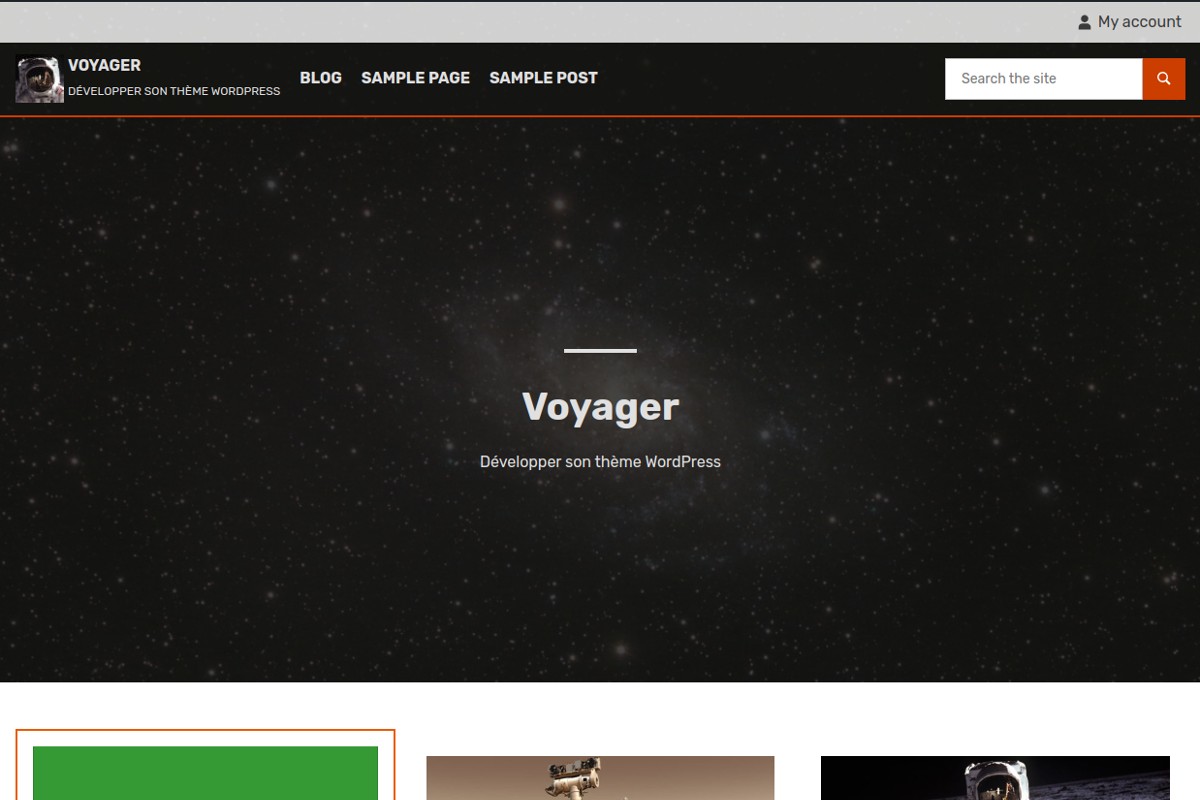 My account
VOYAGER
DÉVELOPPER SON THÈME WORDPRESS
BLOG SAMPLE PAGE SAMPLE POST
Search the site
Voyager
Développer son thème WordPress